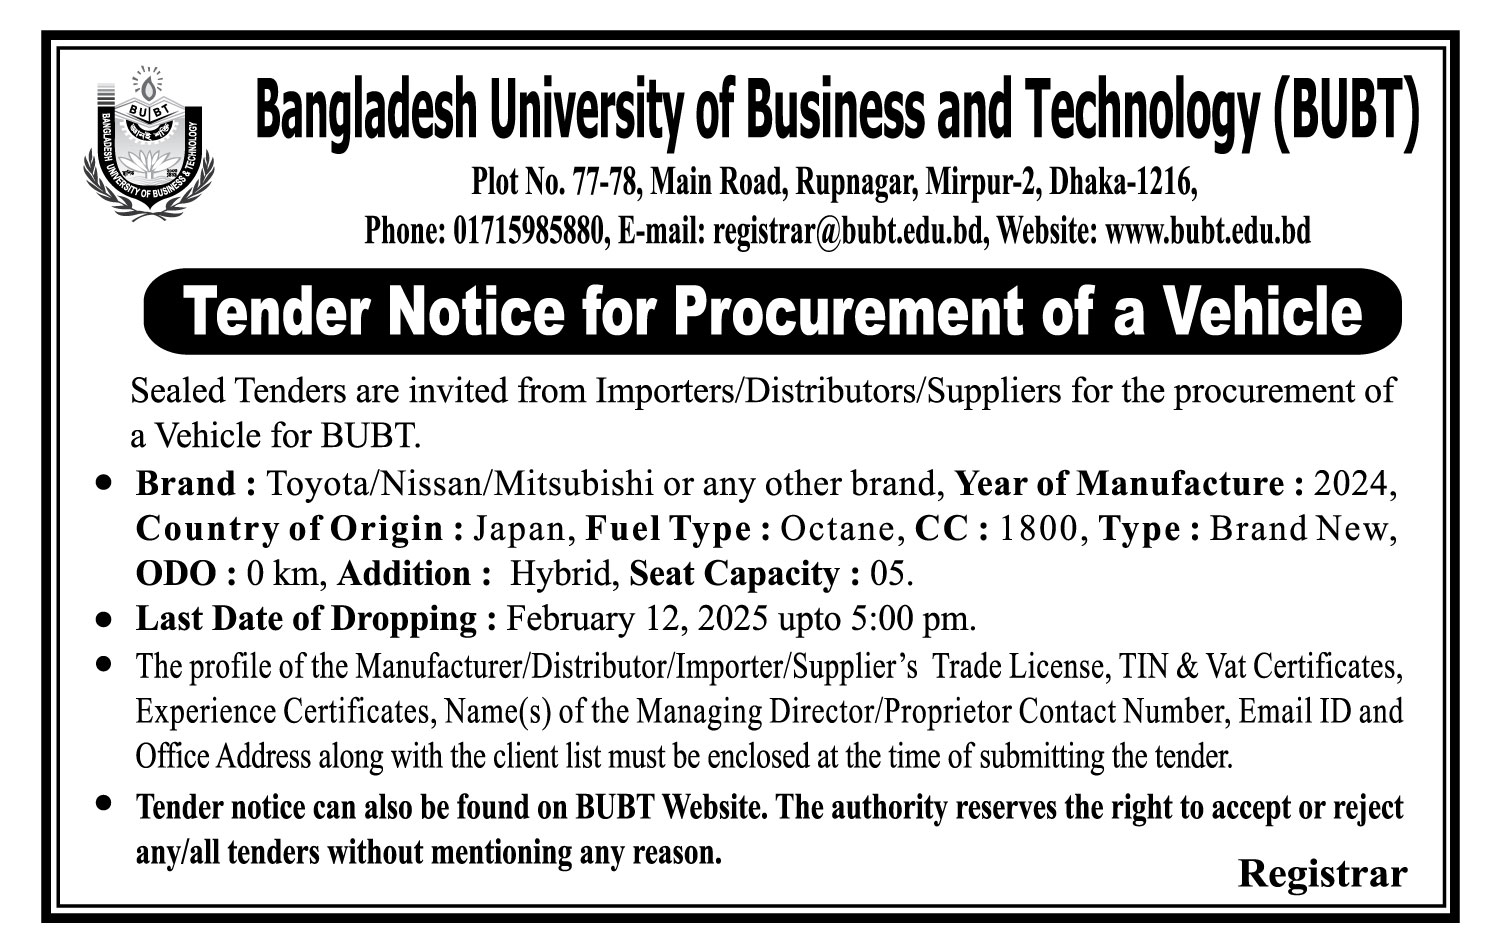 BUBT
BANGLADESH UNIVERSITY OF BUSINESS & TECHNOLOGY
Bangladesh University of Business and Technology (BUBT)
Plot No. 77-78, Main Road, Rupnagar, Mirpur-2, Dhaka-1216,
Phone: 01715985880, E-mail: registrar@bubt.edu.bd, Website: www.bubt.edu.bd
Tender Notice for Procurement of a Vehicle
Sealed Tenders are invited from Importers/Distributors/Suppliers for the procurement of
a Vehicle for BUBT.
• Brand : Toyota/Nissan/Mitsubishi or any other brand, Year of Manufacture : 2024,
Country of Origin : Japan, Fuel Type : Octane, CC : 1800, Type : Brand New,
ODO : 0 km, Addition : Hybrid, Seat Capacity : 05.
• Last Date of Dropping : February 12, 2025 upto 5:00 pm.
• The profile of the Manufacturer/Distributor/Importer/Supplier’s Trade License, TIN & Vat Certificates,
Experience Certificates, Name(s) of the Managing Director/Proprietor Contact Number, Email ID and
Office Address along with the client list must be enclosed at the time of submitting the tender.
• Tender notice can also be found on BUBT Website. The authority reserves the right to accept or reject
any/all tenders without mentioning any reason.
Registrar